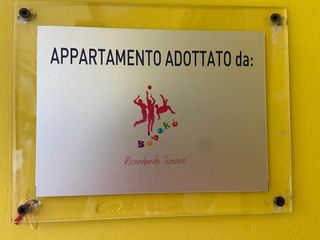 APPARTAMENTO ADOTTATO da:
Ricordando Tiziano